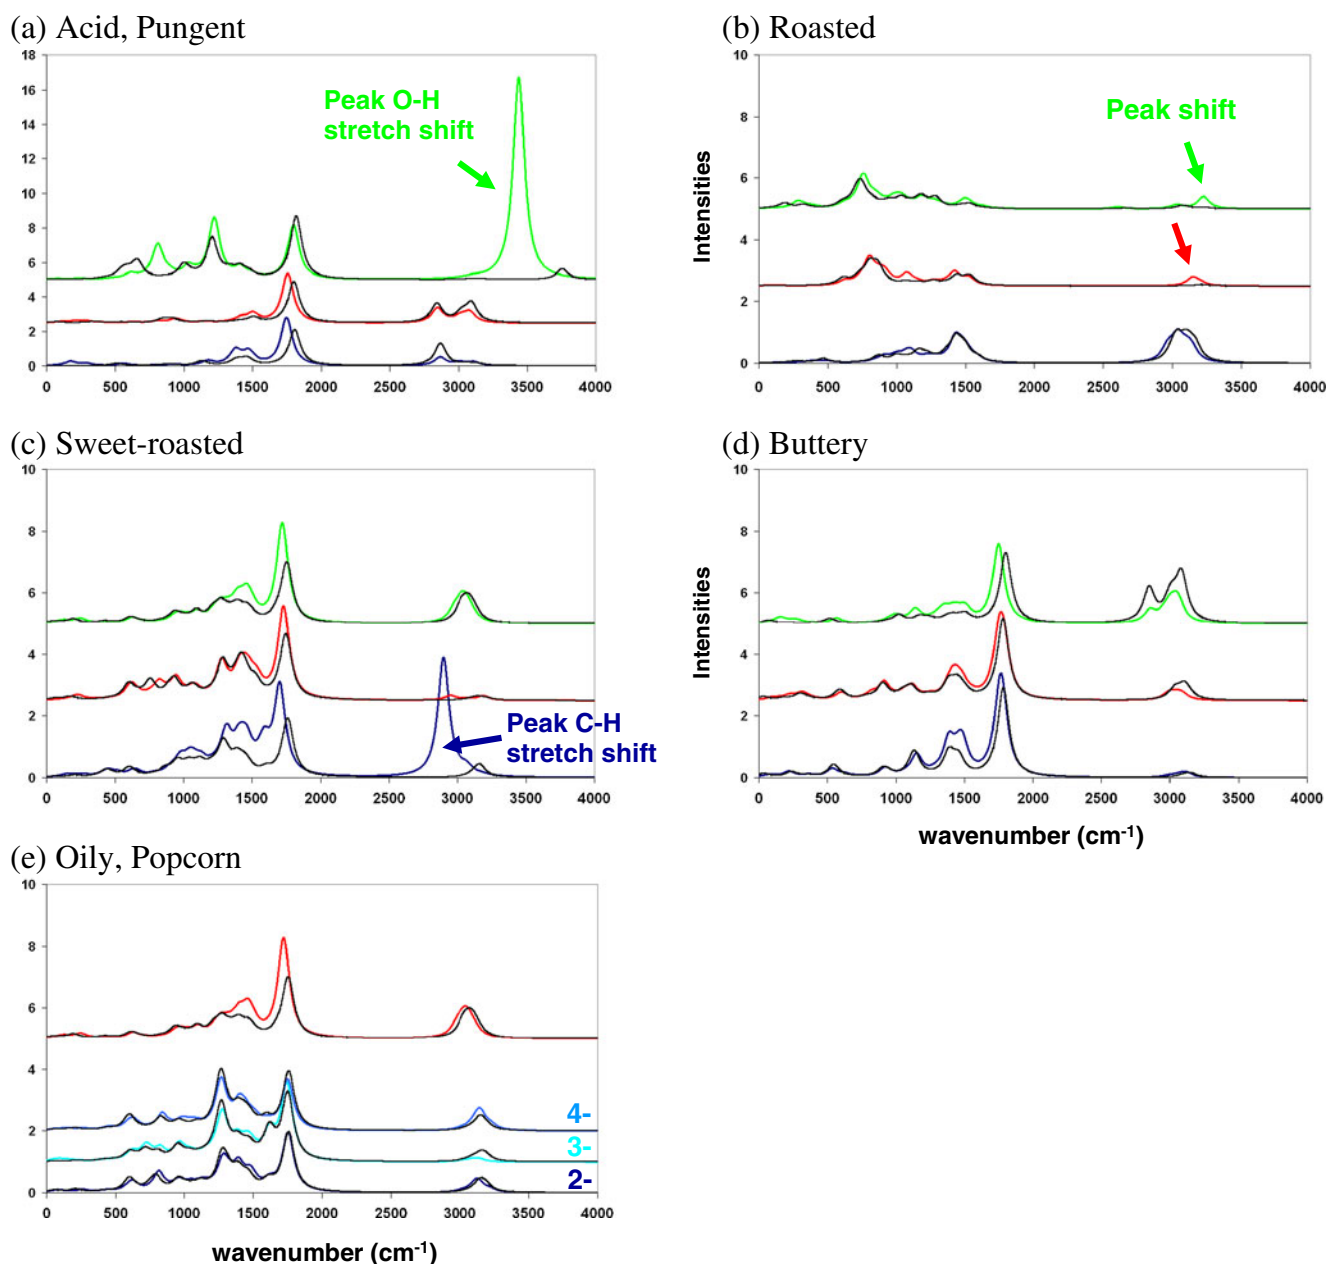 (a) Acid, Pungent
18
16
14
12
10
8
6
4
2
0
0 500 1000 1500 2000 2500 3000 3500 4000
Peak O-H
stretch shift
(b) Roasted
10
8
6
4
2
0
0 500 1000 1500 2000 2500 3000 3500 4000
Intensities
Peak shift
(c) Sweet-roasted
10
8
6
4
2
0
0 500 1000 1500 2000 2500 3000 3500 4000
Peak C-H
stretch shift
(d) Buttery
10
8
6
4
2
0
0 500 1000 1500 2000 2500 3000 3500 4000
Intensities
wavenumber (cm-1)
(e) Oily, Popcorn
10
8
6
4
2
0
4-
3-
2-
0 500 1000 1500 2000 2500 3000 3500 4000
wavenumber (cm-1)